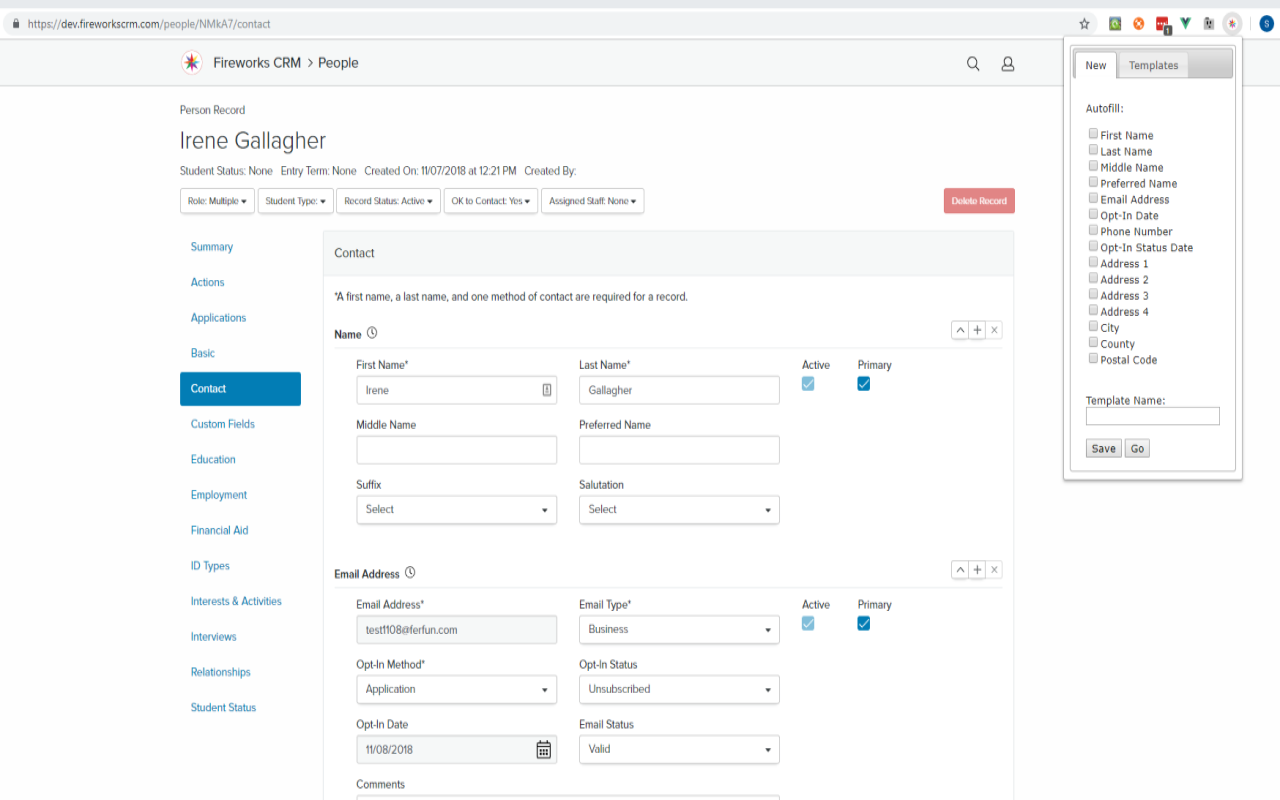 https://dev.fireworkscrm.com/people/NMkA7/contact
1
S
Fireworks CRM > People
Person Record
Irene Gallagher
Student Status: None Entry Term: None Created On: 11/07/2018 at 12:21 PM Created By:
Role: Multiple Student Type: Record Status: Active OK to Contact: Yes Assigned Staff: None Delete Record
Summary
Actions
Applications
Basic
Contact
Custom Fields
Education
Employment
Financial Aid
ID Types
Interests & Activities
Interviews
Relationships
Student Status
Contact
*A first name, a last name, and one method of contact are required for a record.
Name
First Name* Last Name* Active Primary
Irene Gallagher
Middle Name Preferred Name
Suffix Salutation
Select Select
Email Address
Email Address* Email Type* Active Primary
test1108@ferfun.com Business
Opt-In Method* Opt-In Status
Application Unsubscribed
Opt-In Date Email Status
11/08/2018 Valid
Comments
New Templates
Autofill:
First Name
Last Name
Middle Name
Preferred Name
Email Address
Opt-In Date
Phone Number
Opt-In Status Date
Address 1
Address 2
Address 3
Address 4
City
County
Postal Code
Template Name:
Save Go